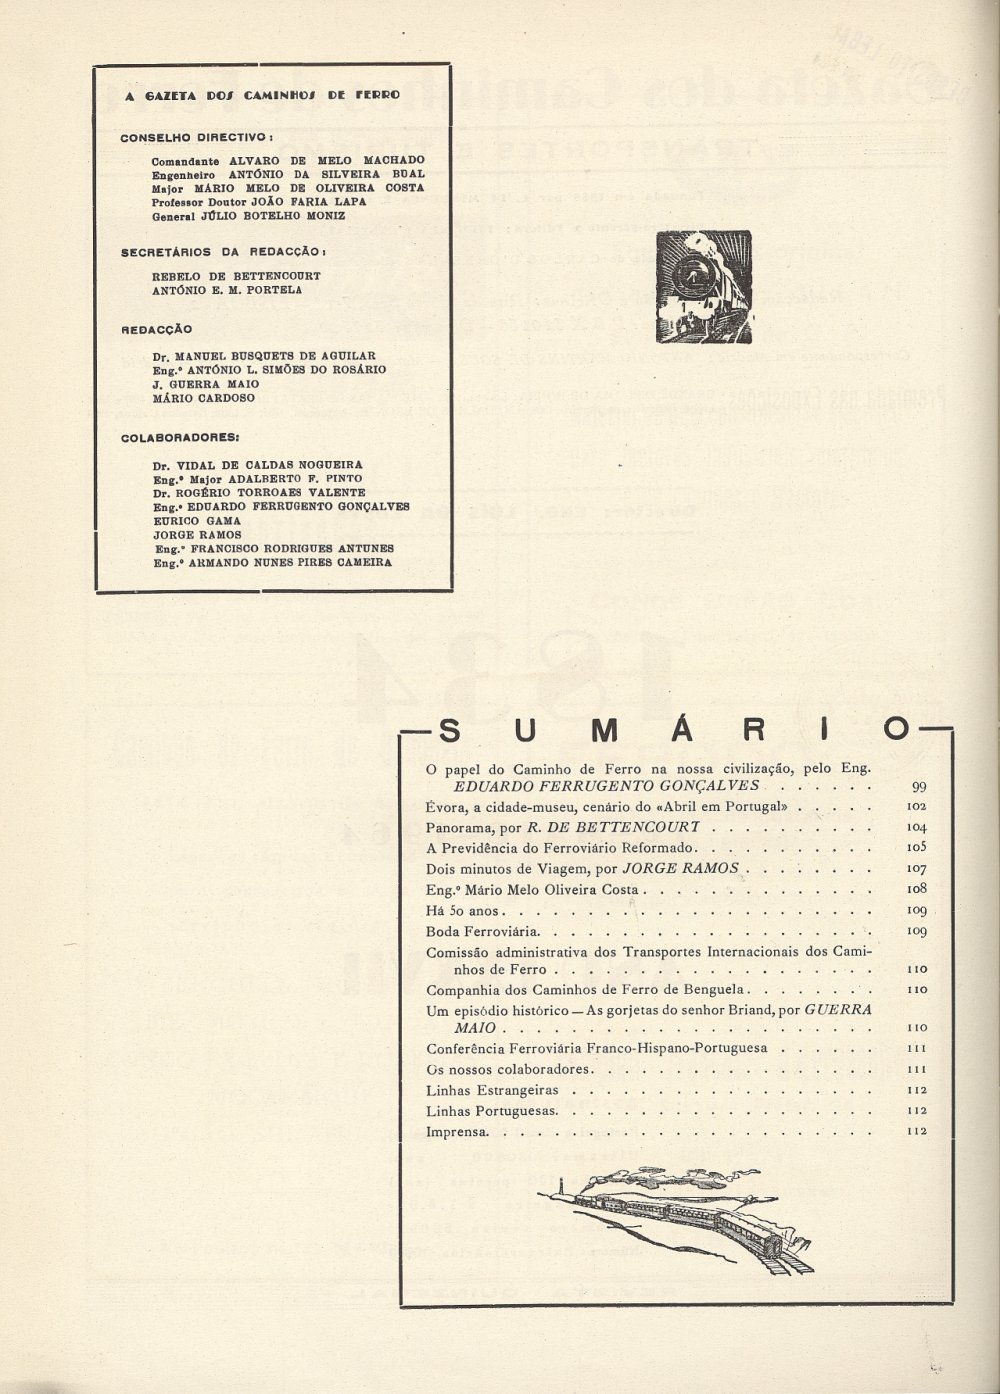 A GAZETA DOS CAMINHOS DE FERRO
CONSELHO DIRECTIVO:
Comandante ALVARO DE MELO MACHADO
Engenheiro ANTÓNIO DA SILVEIRA BUAL
Major MÁRIO MELO DE OLIVEIRA COSTA
Professor Doutor JOÃO FARIA LAPA
General JÚLIO BOTELHO MONIZ
SECRETÁRIOS DA REDACÇÃO:
REBELO DE BETTENCOURT
ANTÓNIO E. M. PORTELA
REDACÇÃO
Dr. MANUEL BUSQUETS DE AGUILAR
Eng.º ANTÓNIO L. SIMÕES DO ROSÁRIO
J. GUERRA MAIO
MÁRIO CARDOSO
COLABORADORES:
Dr. VIDAL DE CALDAS NOGUEIRA
Eng.º Major ADALBERTO F. PINTO
Dr. ROGÉRIO TORROAES VALENTE
Eng.º EDUARDO FERRUGENTO GONÇALVES
EURICO GAMA
JORGE RAMOS
Eng.º FRANCISCO RODRIGUES ANTUNES
Eng.º ARMANDO NUNES PIRES CAMEIRA
SUMÁRIO
O papel do Caminho de Ferro na nossa civilização, pelo Eng.
EDUARDO FERRUGENTO GONÇALVES . . . . . . 99
Évora, a cidade-museu, cenário do «Abril em Portugal» . . . . . 102
Panorama, por R. DE BETTENCOURT . . . . . . . . . . 104
A Previdência do Ferroviário Reformado. . . . . . . . . . . 105
Dois minutos de Viagem, por JORGE RAMOS . . . . . . . . 107
Eng.º Mário Melo Oliveira Costa . . . . . . . . . . . . . . 108
Há 50 anos . . . . . . . . . . . . . . . . . . . . . . 109
Boda Ferroviária. . . . . . . . . . . . . . . . . . . . 109
Comissão administrativa dos Transportes Internacionais dos Cami-
nhos de Ferro . . . . . . . . . . . . . . . . . . . 110
Companhia dos Caminhos de Ferro de Benguela . . . . . . . . 110
Um episódio histórico — As gorjetas do senhor Briand, por GUERRA
MAIO . . . . . . . . . . . . . . . . . . . . . . 110
Conferência Ferroviária Franco-Hispano-Portuguesa . . . . . . 111
Os nossos colaboradores. . . . . . . . . . . . . . . . . 111
Linhas Estrangeiras . . . . . . . . . . . . . . . . . . 112
Linhas Portuguesas. . . . . . . . . . . . . . . . . . . 112
Imprensa. . . . . . . . . . . . . . . . . . . . . . . 112